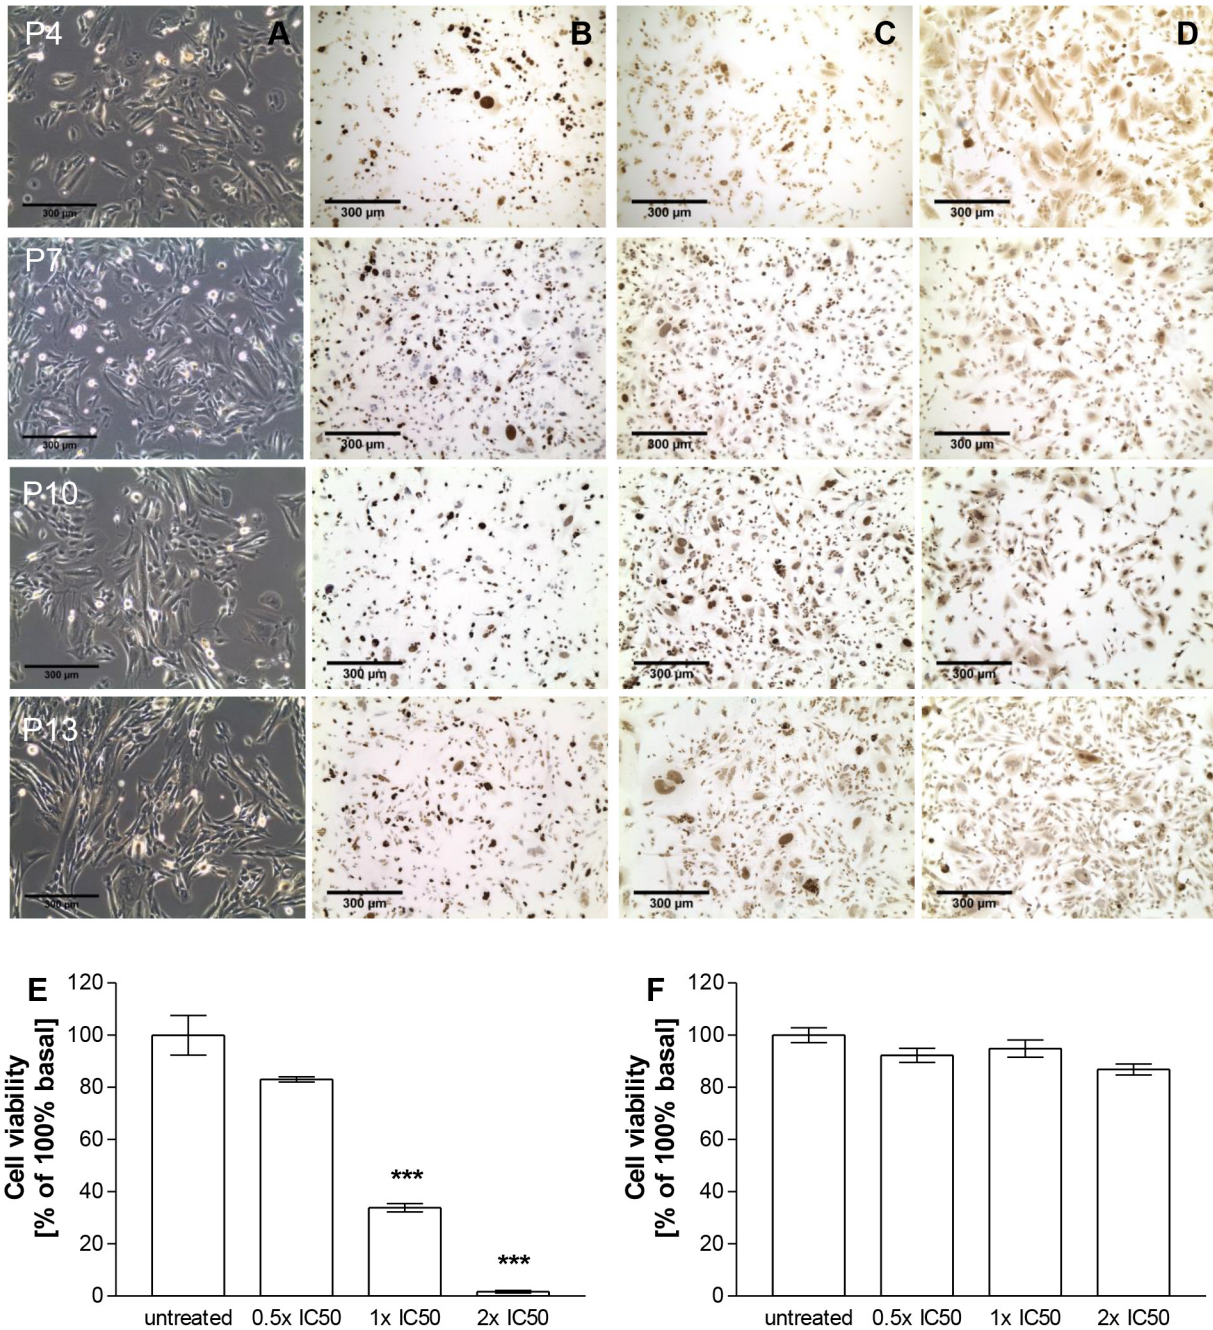 P4 A B C D
300 µm 300 µm 300 µm 300 µm
P7
300 µm 300 µm 300 µm 300 µm
P10
300 µm 300 µm 300 µm 300 µm
P13
300 µm 300 µm 300 µm 300 µm
E
Cell viability
[% of 100% basal]
120
100
80
60
40
20
0
***
***
untreated 0.5x IC50 1x IC50 2x IC50
F
Cell viability
[% of 100% basal]
120
100
80
60
40
20
0
untreated 0.5x IC50 1x IC50 2x IC50